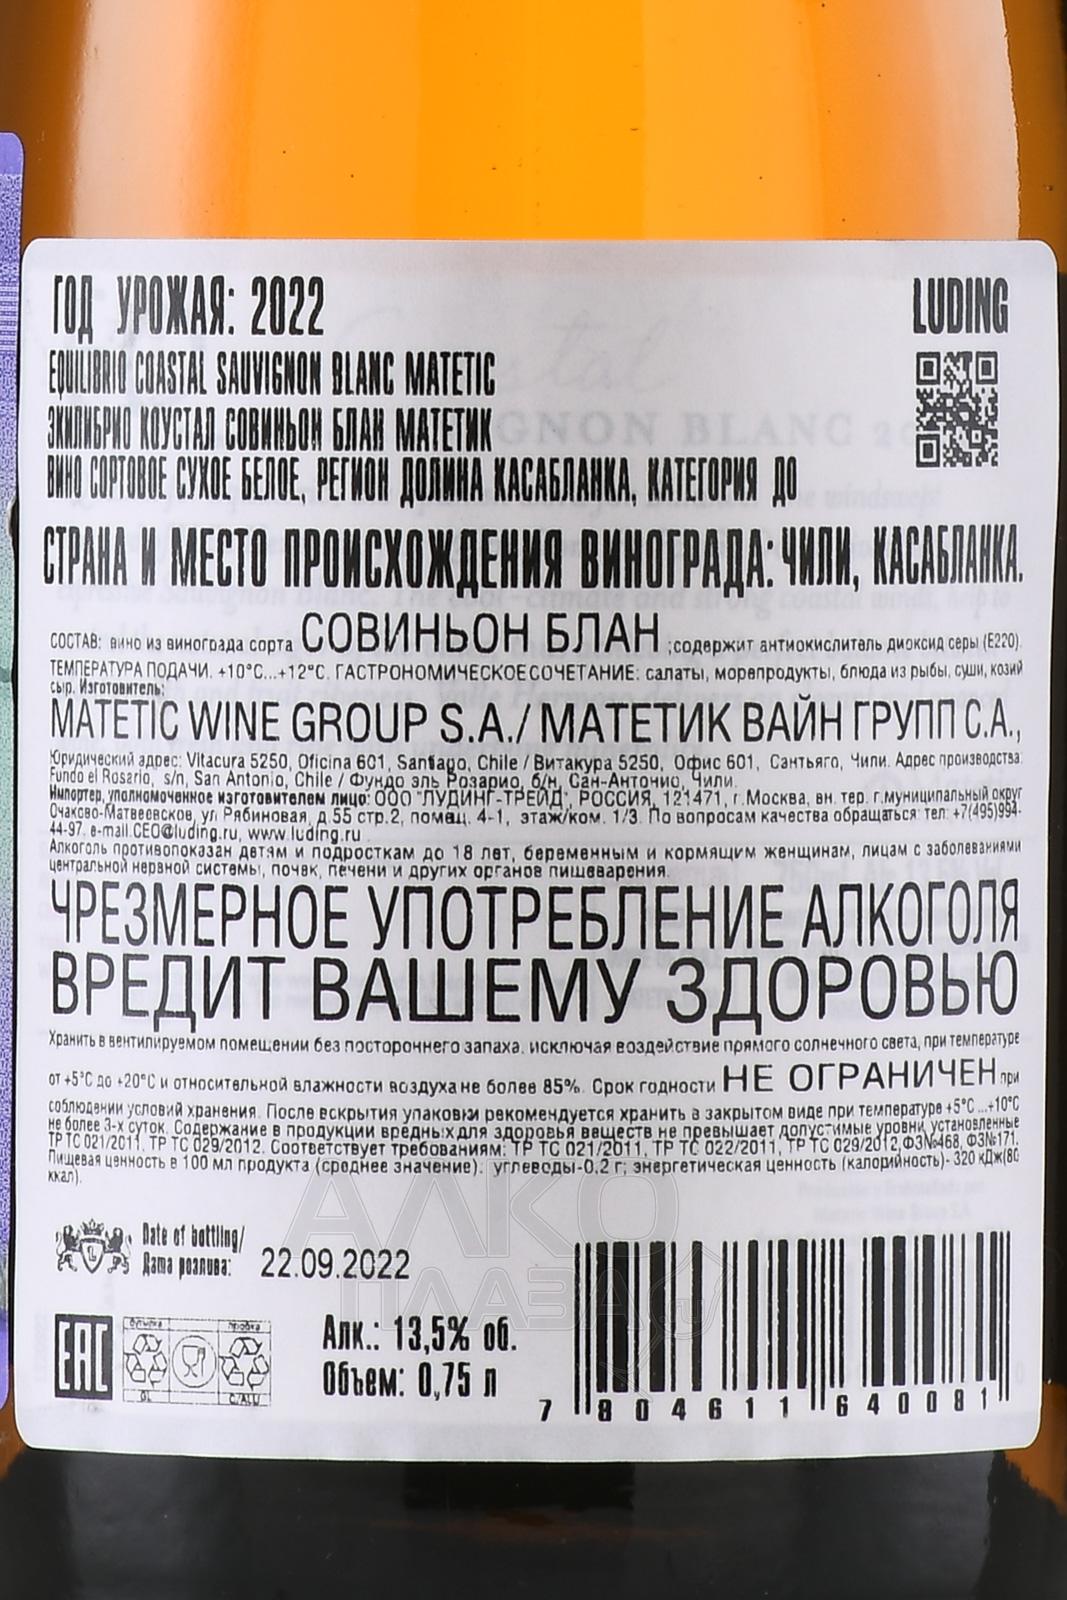 ГОД УРОЖАЯ: 2022
LUDING
EQUILIBRIO COASTAL SAUVIGNON BLANC MATETIC
ЭКИЛИБРИО КОУСТАЛ СОВИНЬОН БЛАН МАТЕТИК
ВИНО СОРТОВОЕ СУХОЕ БЕЛОЕ, РЕГИОН ДОЛИНА КАСАБЛАНКА, КАТЕГОРИЯ ДО
СТРАНА И МЕСТО ПРОИСХОЖДЕНИЯ ВИНОГРАДА: ЧИЛИ, КАСАБЛАНКА.
СОСТАВ: вино из винограда сорта СОВИНЬОН БЛАН ;содержит антиокислитель диоксид серы (Е220).
ТЕМПЕРАТУРА ПОДАЧИ. +10°С...+12°С. ГАСТРОНОМИЧЕСКОЕ СОЧЕТАНИЕ: салаты, морепродукты, блюда из рыбы, суши, козий
сыр. Изготовитель:
MATETIC WINE GROUP S.A./ МАТЕТИК ВАЙН ГРУПП С.А.,
Юридический адрес: Vitacura 5250, Oficina 601, Santiago, Chile / Витакура 5250, Офис 601, Сантьяго, Чили. Адрес производства:
Fundo el Rosario, s/n, San Antonio, Chile / Фундо эль Розарио, б/н, Сан-Антонио, Чили.
Импортер, уполномоченное изготовителем лицо: ООО "ЛУДИНГ-ТРЕЙД", РОССИЯ, 121471, г.Москва, вн. тер. г.муниципальный округ
Очаково-Матвеевское, ул Рябиновая, д.55 стр.2, помещ. 4-1, этаж/ком. 1/3. По вопросам качества обращаться: тел: +7(495)994-
44-97. e-mail.CEO@luding.ru, www.luding.ru
Алкоголь противопоказан детям и подросткам до 18 лет, беременным и кормящим женщинам, лицам с заболеваниями
центральной нервной системы, почек, печени и других органов пищеварения.
ЧРЕЗМЕРНОЕ УПОТРЕБЛЕНИЕ АЛКОГОЛЯ
ВРЕДИТ ВАШЕМУ ЗДОРОВЬЮ
Хранить в вентилируемом помещении без постороннего запаха, исключая воздействие прямого солнечного света, при температуре
от +5°С до +20°С и относительной влажности воздуха не более 85%. Срок годности НЕ ОГРАНИЧЕН при
соблюдении условий хранения. После вскрытия упаковки рекомендуется хранить в закрытом виде при температуре +5°С...+10°С
не более 3-х суток. Содержание в продукции вредных для здоровья веществ не превышает допустимые уровни, установленные
ТР ТС 021/2011, ТР ТС 029/2012. Соответствует требованиям: ТР ТС 021/2011, ТР ТС 022/2011, ТР ТС 029/2012, ФЗ№468, ФЗ№171.
Пищевая ценность в 100 мл продукта (среднее значение): углеводы-0.2 г; энергетическая ценность (калорийность)- 320 кДж(80
ккал).
Date of bottling/
Дата розлива: 22.09.2022
EAC
бутылка пробка
GL C/ALU
Алк.: 13,5% об.
Объем: 0,75 л
7 804611 640081
АЛКО
ПЛАЗА
.ru